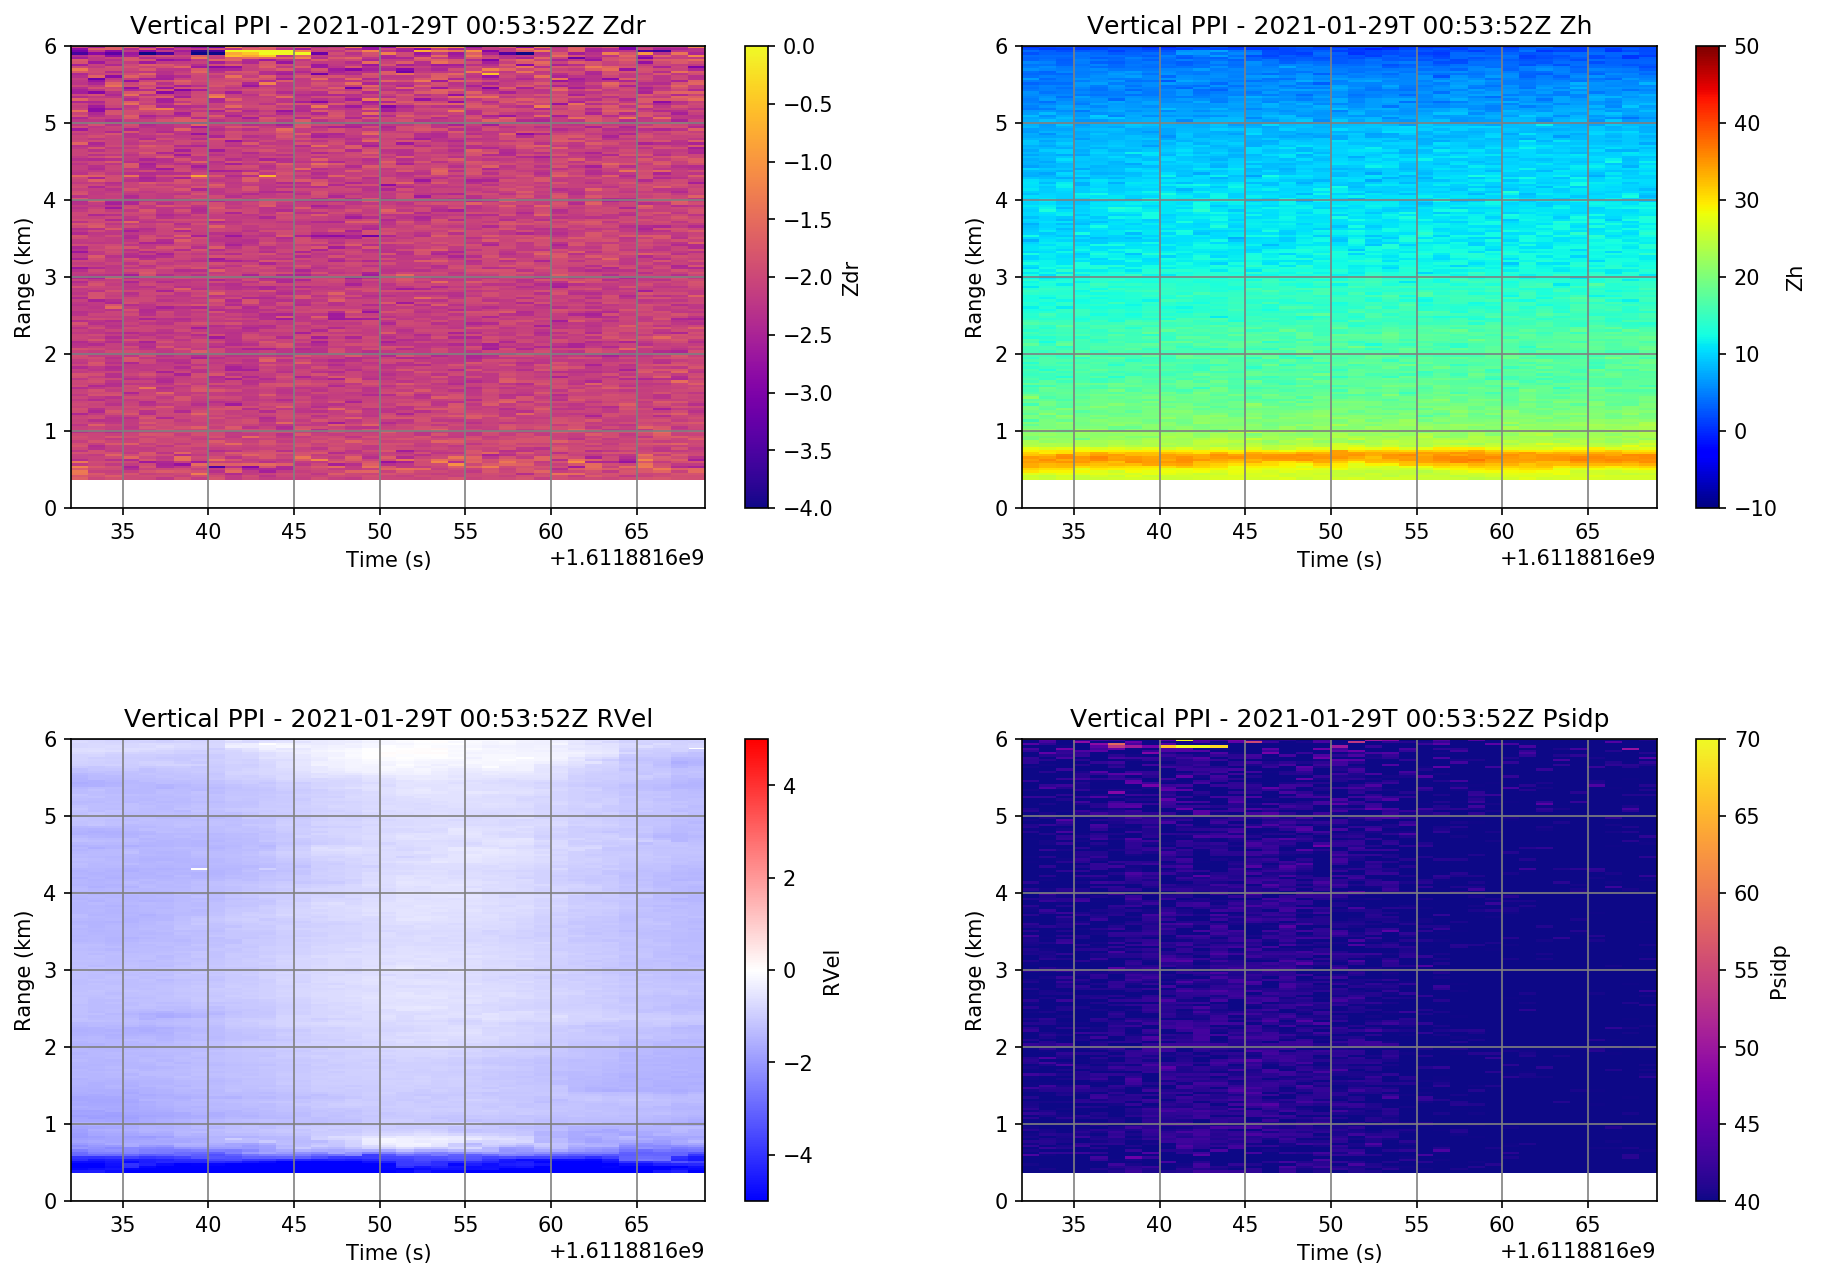 Vertical PPI - 2021-01-29T 00:53:52Z Zdr
6
5
4
3
2
1
0
Range (km)
35 40 45 50 55 60 65
Time (s)
+1.6118816e9
0.0
−0.5
−1.0
−1.5
−2.0
−2.5
−3.0
−3.5
−4.0
Zdr
Vertical PPI - 2021-01-29T 00:53:52Z Zh
6
5
4
3
2
1
0
Range (km)
35 40 45 50 55 60 65
Time (s)
+1.6118816e9
50
40
30
20
10
0
−10
Zh
Vertical PPI - 2021-01-29T 00:53:52Z RVel
6
5
4
3
2
1
0
Range (km)
35 40 45 50 55 60 65
Time (s)
+1.6118816e9
4
2
0
−2
−4
RVel
Vertical PPI - 2021-01-29T 00:53:52Z Psidp
6
5
4
3
2
1
0
Range (km)
35 40 45 50 55 60 65
Time (s)
+1.6118816e9
70
65
60
55
50
45
40
Psidp